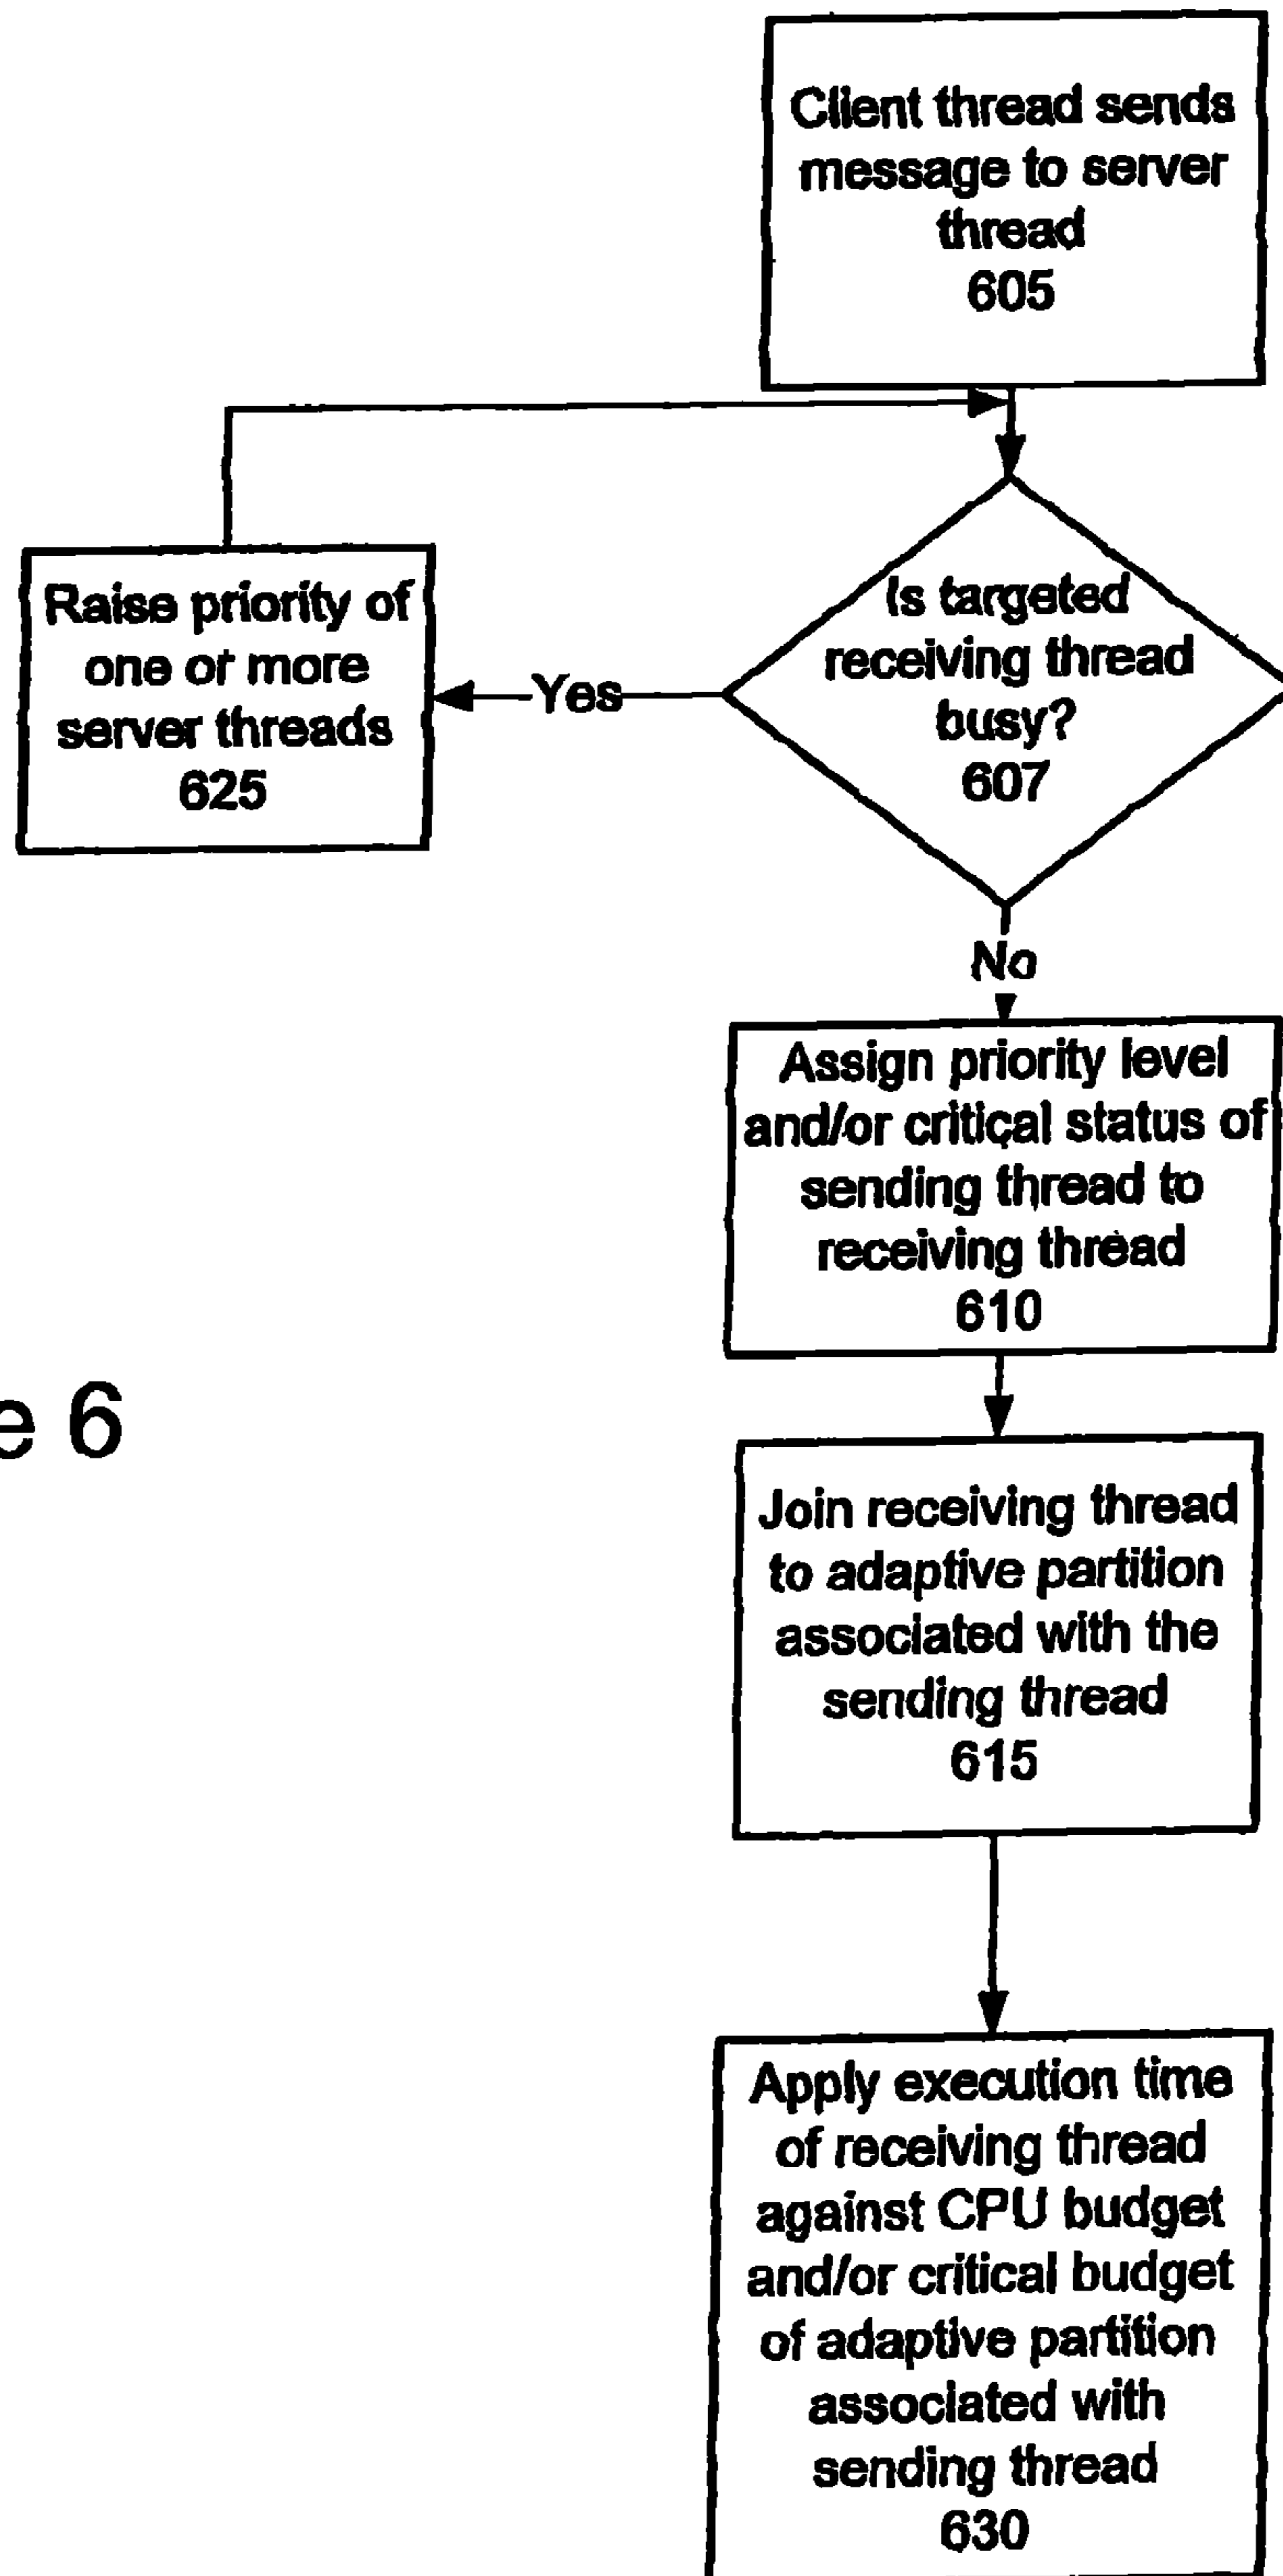 Client thread sends
message to server
thread
605
Is targeted
receiving thread
busy?
607
Yes
Raise priority of
one or more
server threads
625
No
Assign priority level
and/or critical status of
sending thread to
receiving thread
610
e 6
Join receiving thread
to adaptive partition
associated with the
sending thread
615
Apply execution time
of receiving thread
against CPU budget
and/or critical budget
of adaptive partition
associated with
sending thread
630